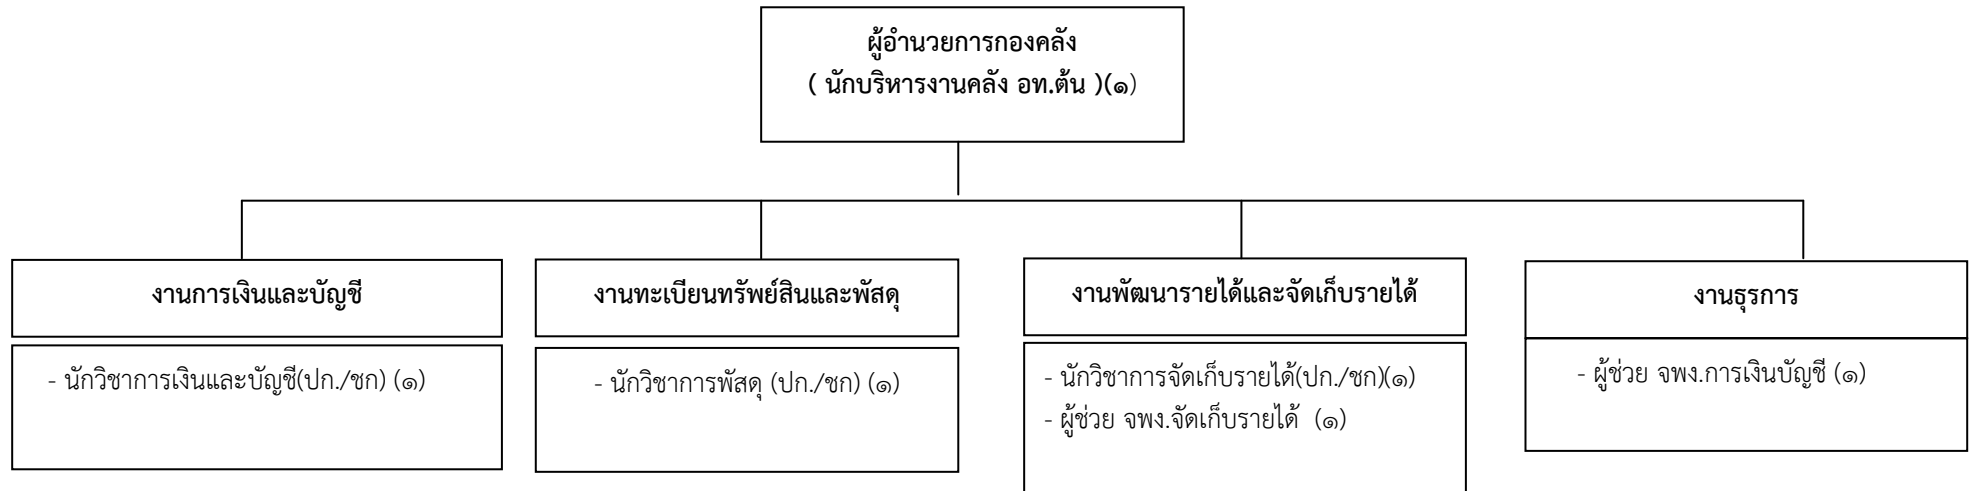 ผู้อำนวยการกองคลัง
( นักบริหารงานคลัง อท.ต้น )(๑)
งานการเงินและบัญชี
- นักวิชาการเงินและบัญชี(ปก./ชก) (๑)
งานทะเบียนทรัพย์สินและพัสดุ
- นักวิชาการพัสดุ (ปก./ชก) (๑)
งานพัฒนารายได้และจัดเก็บรายได้
- นักวิชาการจัดเก็บรายได้(ปก./ชก)(๑)
- ผู้ช่วย จพง.จัดเก็บรายได้ (๑)
งานธุรการ
- ผู้ช่วย จพง.การเงินบัญชี (๑)